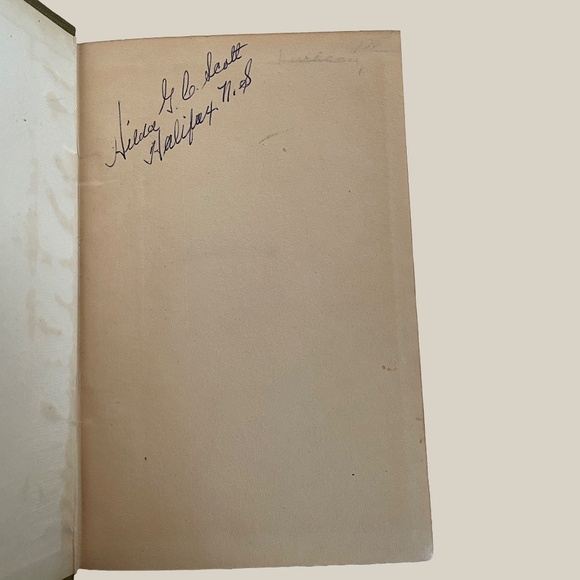 Hilda G. C. Scott
Halifax. N. S